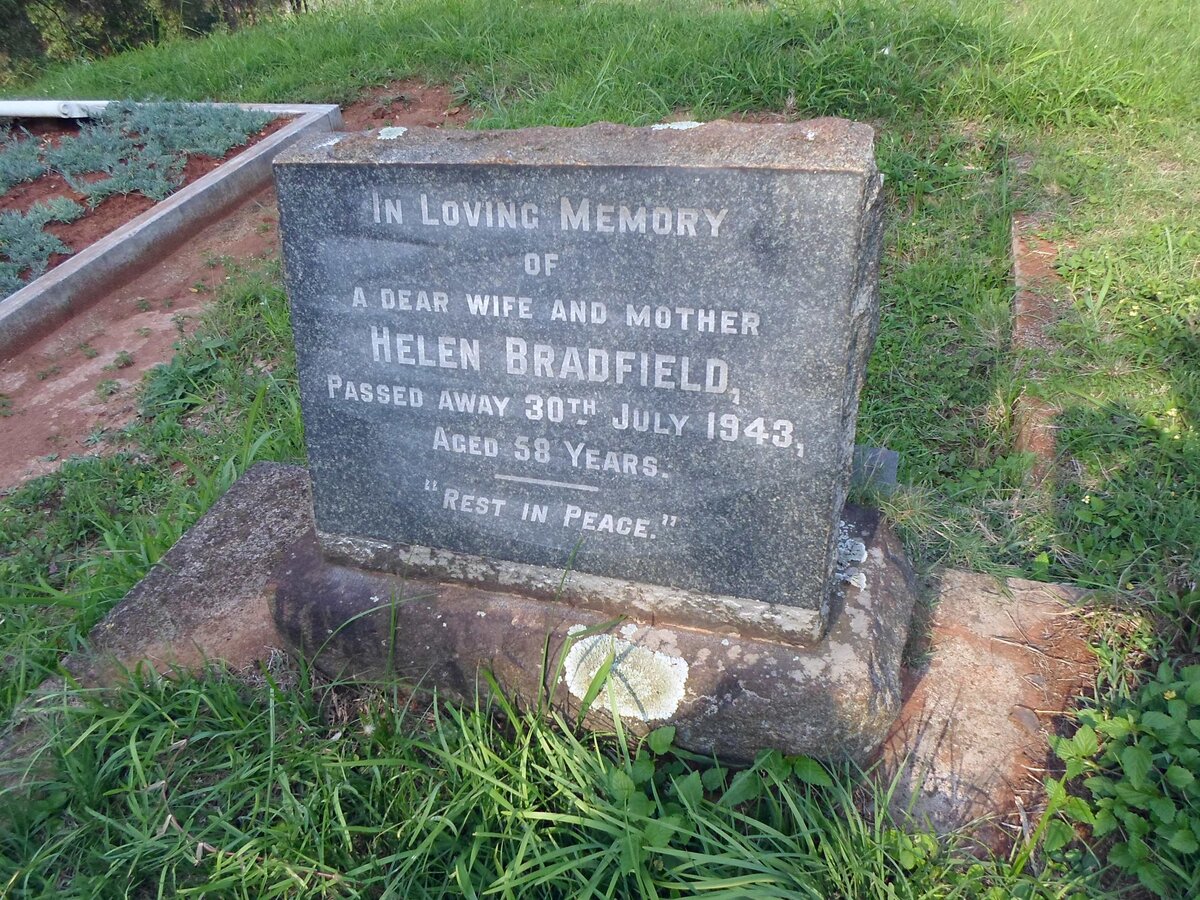 In Loving Memory
of
a dear wife and mother
Helen Bradfield,
Passed away 30th July 1943,
Aged 58 Years.
"Rest in Peace."